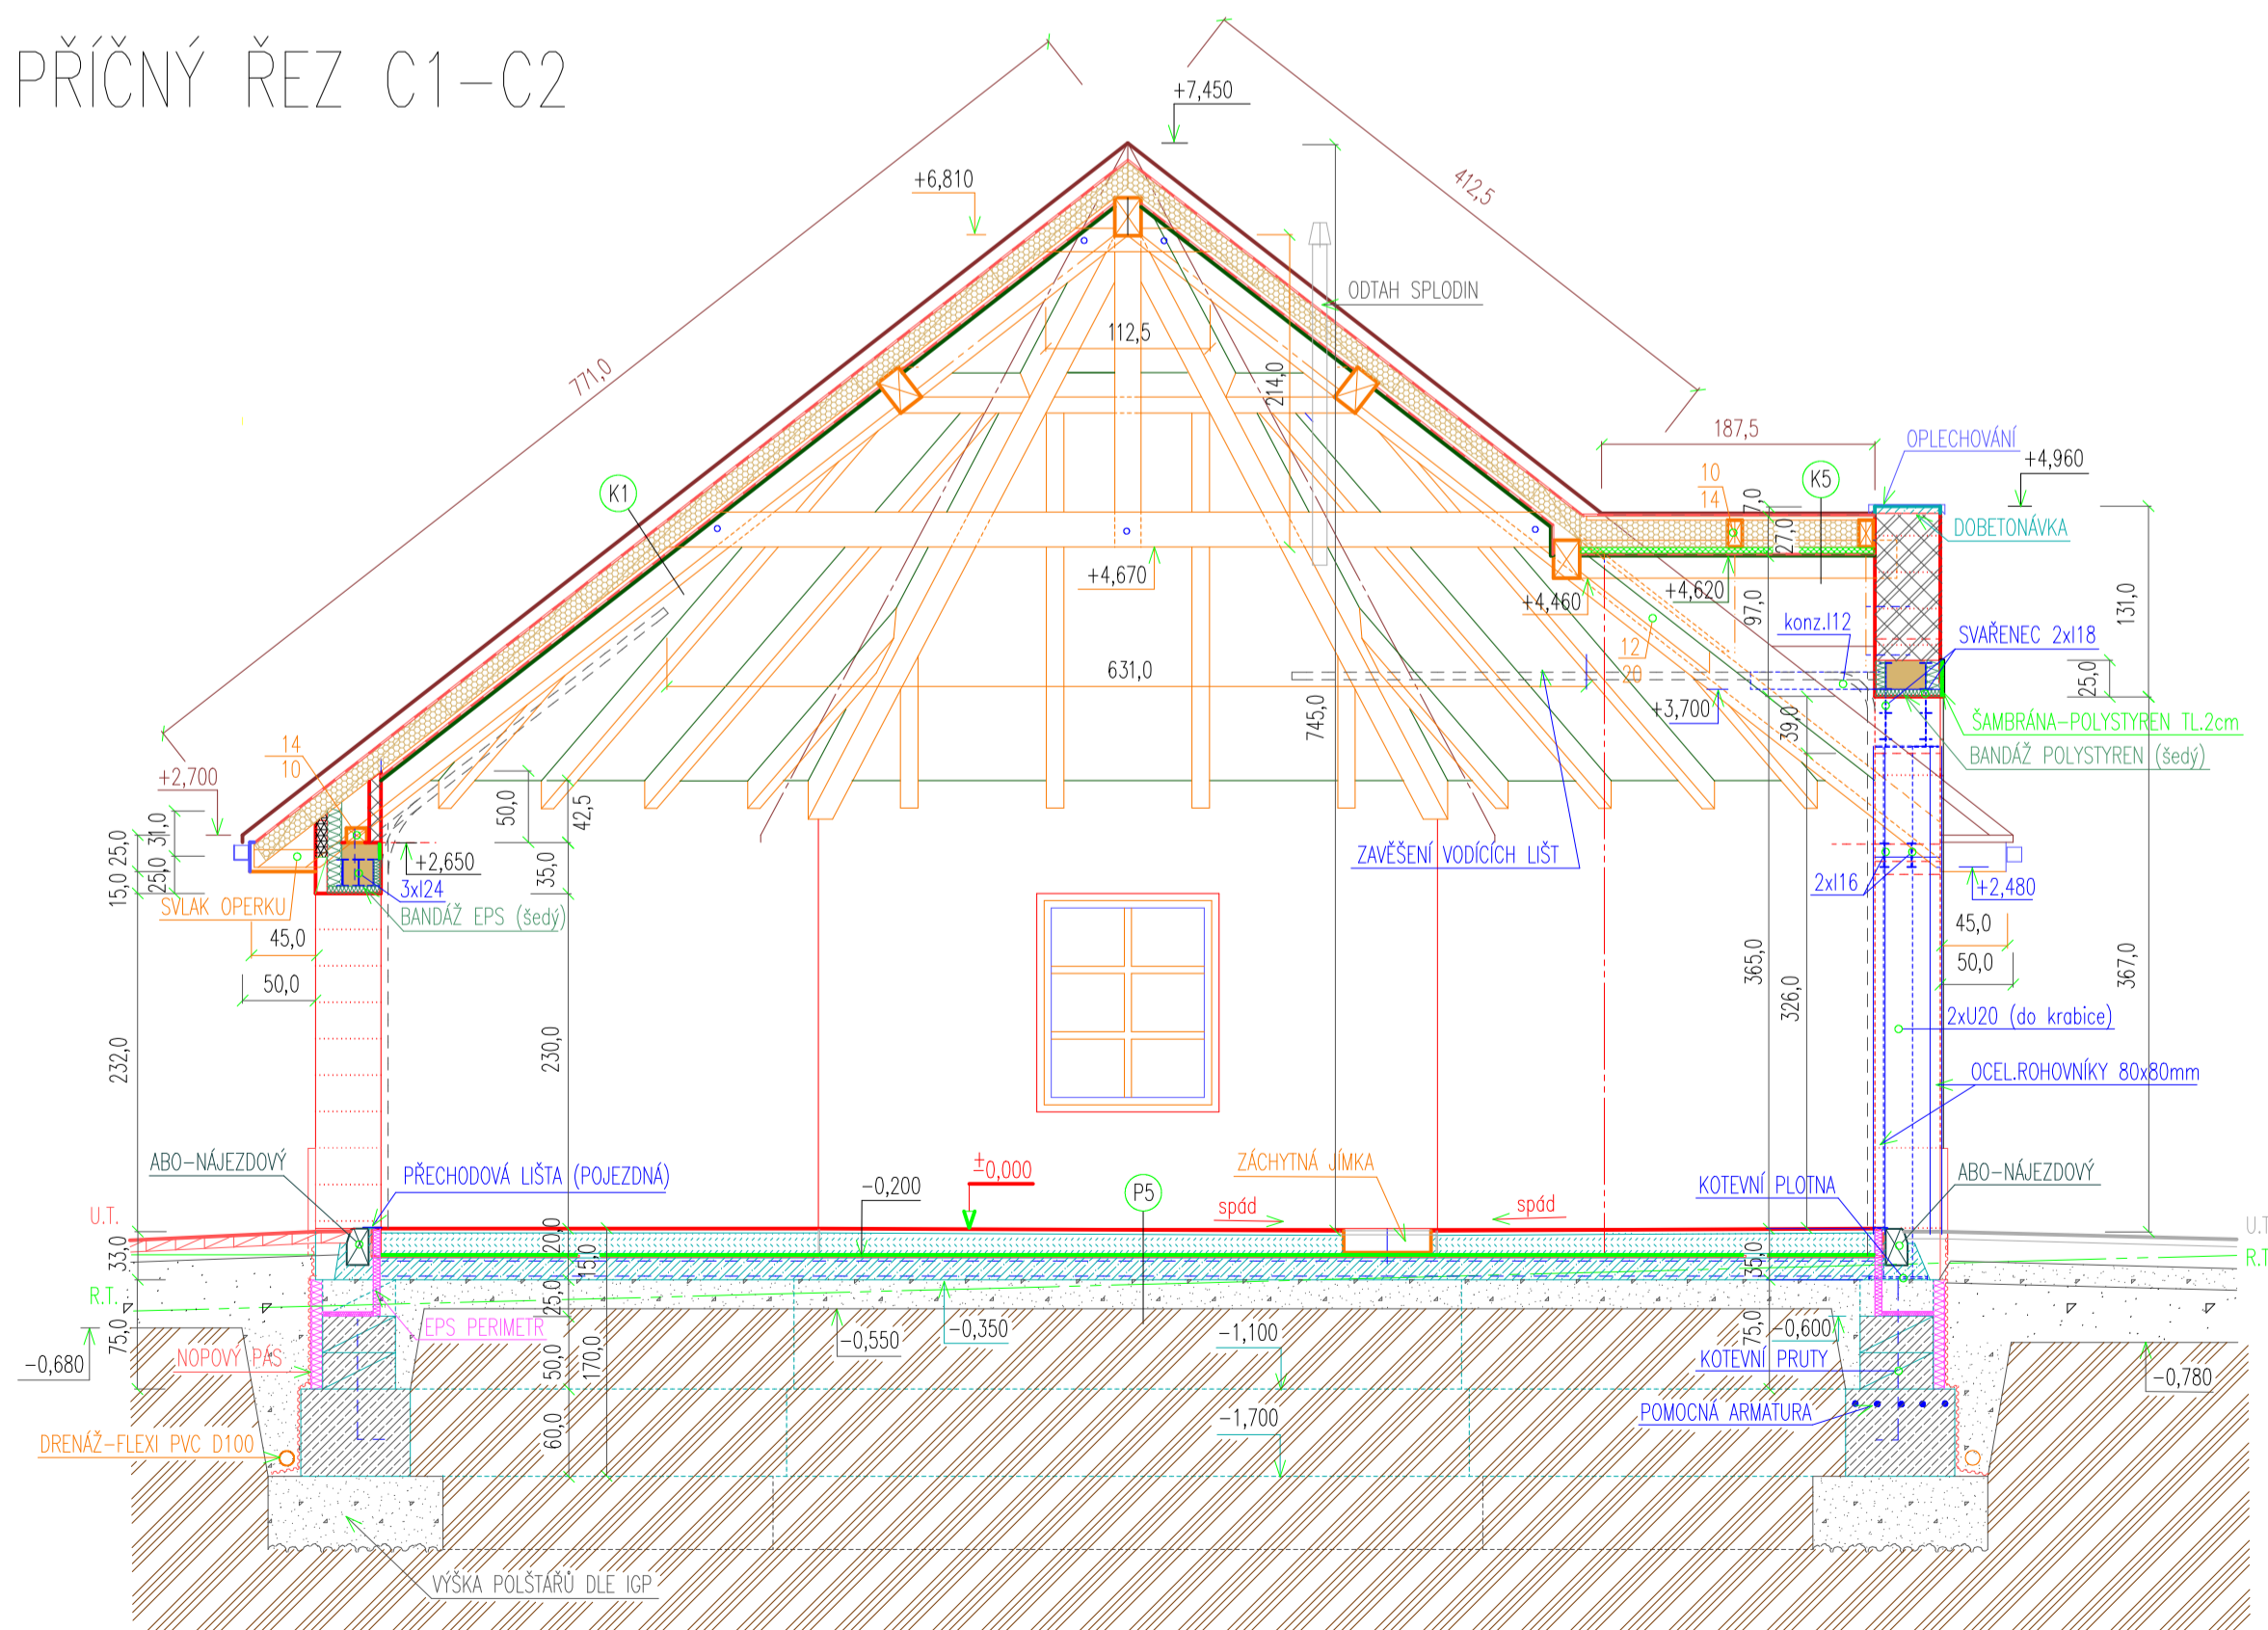 PŘÍČNÝ ŘEZ C1-C2
+7,450
+6,810
412,5
771,0
ODTAH SPLODIN
112,5
214,0
187,5
OPLECHOVÁNÍ
+4,960
K1
K5
10
14
7,0
27,0
DOBETONÁVKA
+4,670
+4,460
+4,620
97,0
131,0
konz.I12
SVAŘENEC 2xI18
12
20
631,0
25,0
745,0
+3,700
39,0
ŠAMBRÁNA-POLYSTYREN TL.2cm
BANDÁŽ POLYSTYREN (šedý)
14
10
+2,700
50,0
42,5
31,0
25,0
25,0
15,0
+2,650
35,0
3xI24
ZAVĚŠENÍ VODÍCÍCH LIŠT
2xI16
+2,480
SVLAK OPERKU
BANDÁŽ EPS (šedý)
45,0
50,0
45,0
50,0
365,0
326,0
367,0
232,0
230,0
2xU20 (do krabice)
OCEL.ROHOVNÍKY 80x80mm
ABO-NÁJEZDOVÝ
PŘECHODOVÁ LIŠTA (POJEZDNÁ)
±0,000
-0,200
P5
ZÁCHYTNÁ JÍMKA
spád
spád
KOTEVNÍ PLOTNA
ABO-NÁJEZDOVÝ
U.T.
U.T
R.T.
R.T
33,0
20,0
15,0
35,0
75,0
25,0
EPS PERIMETR
-0,550
-0,350
-1,100
75,0
-0,600
-0,680
NOPOVÝ PÁS
50,0
170,0
KOTEVNÍ PRUTY
-0,780
-1,700
POMOCNÁ ARMATURA
60,0
DRENÁŽ-FLEXI PVC D100
VÝŠKA POLŠTÁŘŮ DLE IGP